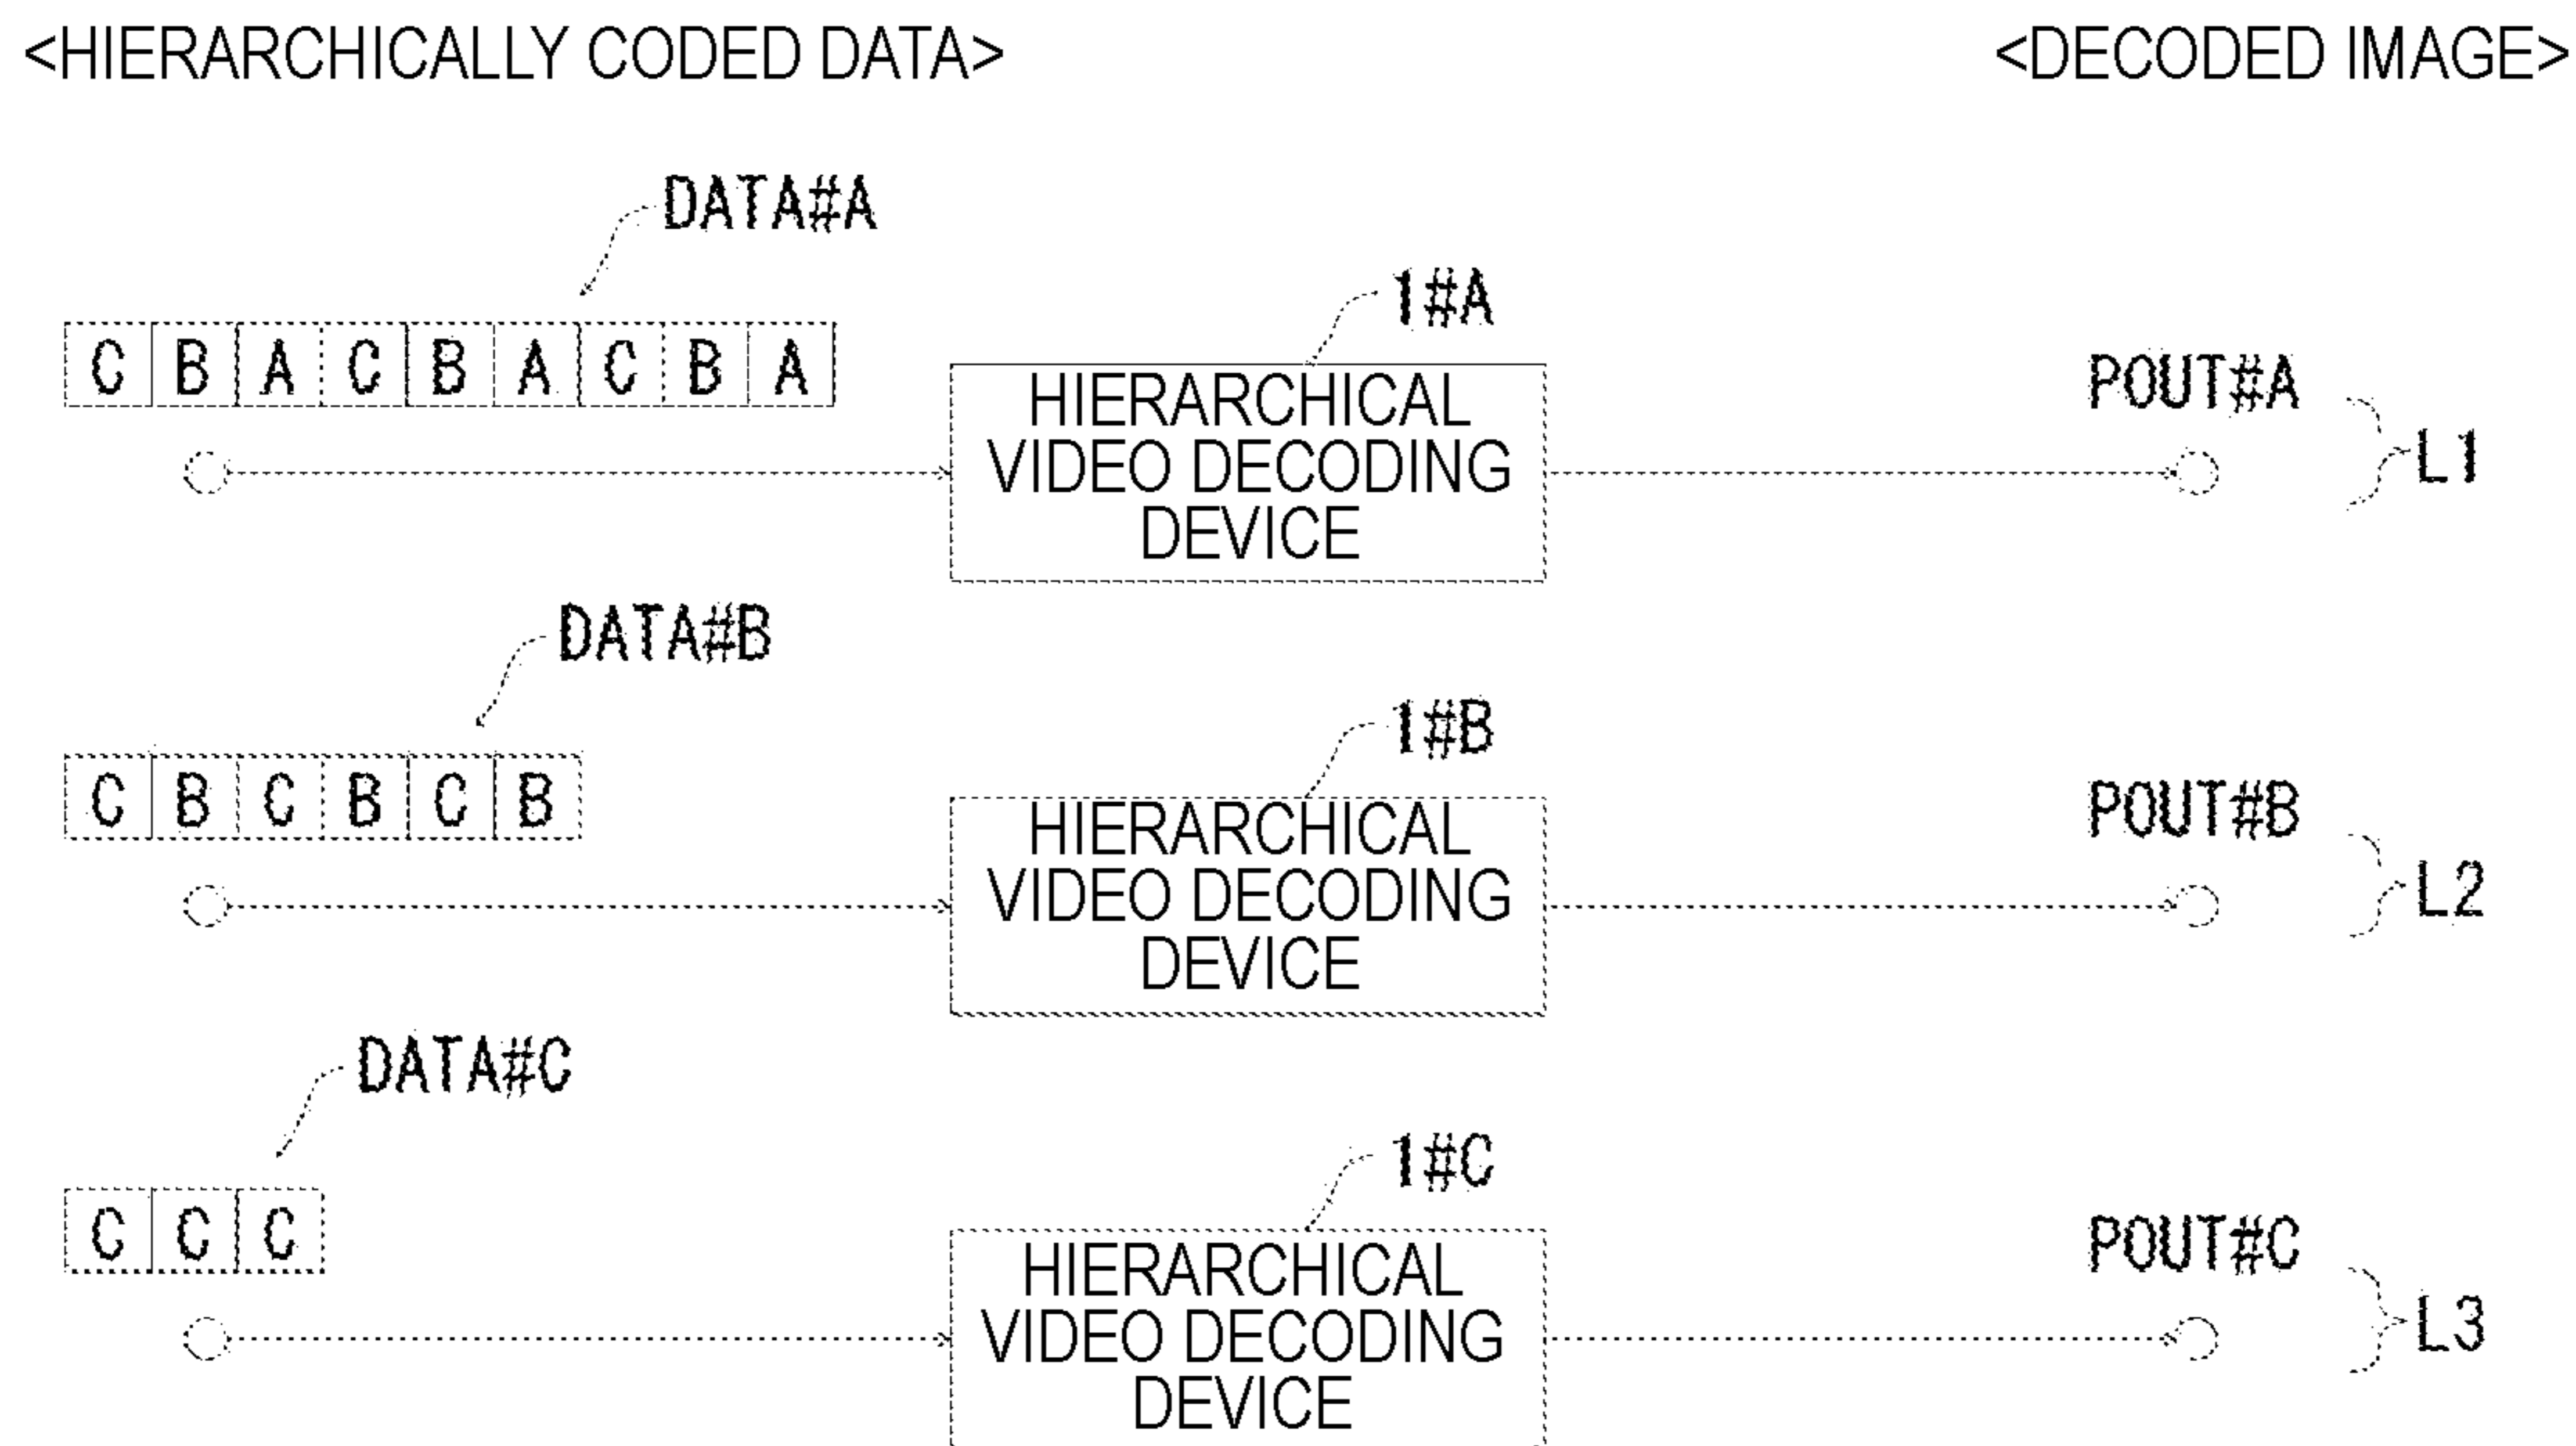 <HIERARCHICALLY CODED DATA>
<DECODED IMAGE>
DATA#A
1#A
C B A C B A C B A
HIERARCHICAL
VIDEO DECODING
DEVICE
POUT#A
L1
DATA#B
1#B
C B C B C B
HIERARCHICAL
VIDEO DECODING
DEVICE
POUT#B
L2
DATA#C
1#C
C C C
HIERARCHICAL
VIDEO DECODING
DEVICE
POUT#C
L3